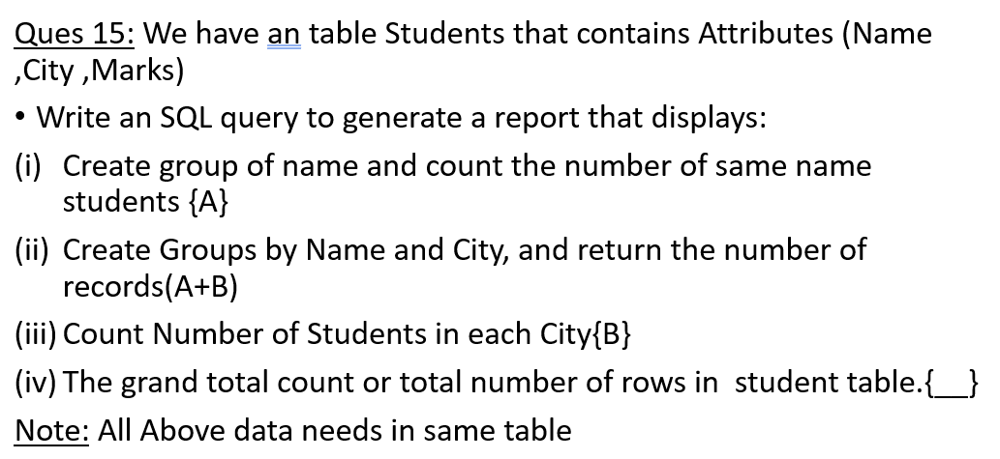 Ques 15: We have an table Students that contains Attributes (Name
,City ,Marks)
• Write an SQL query to generate a report that displays:
(i) Create group of name and count the number of same name
students {A}
(ii) Create Groups by Name and City, and return the number of
records(A+B)
(iii) Count Number of Students in each City{B}
(iv) The grand total count or total number of rows in student table.{__}
Note: All Above data needs in same table